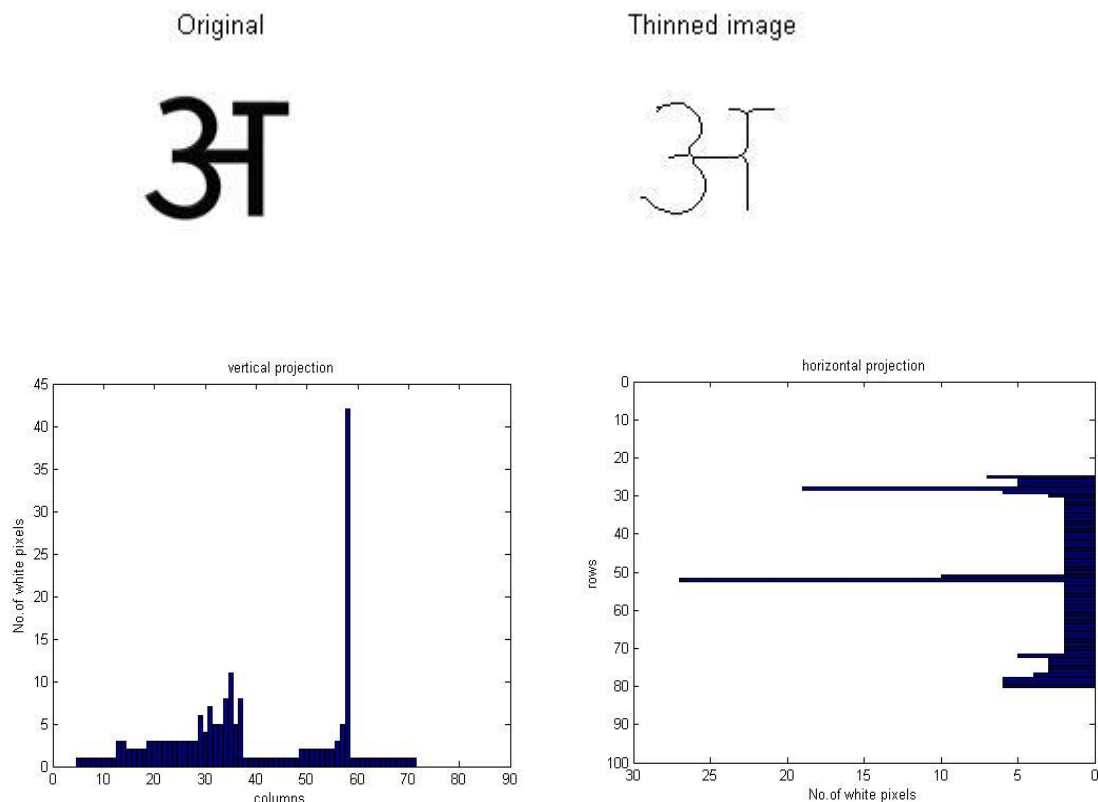 Original
Thinned image
अ
अ
vertical projection
45
40
35
30
25
20
15
10
5
0
No.of white pixels
0 10 20 30 40 50 60 70 80 90
columns
horizontal projection
0
10
20
30
40
50
60
70
80
90
100
rows
30 25 20 15 10 5 0
No.of white pixels